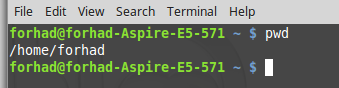 File Edit View Search Terminal Help
forhad@forhad-Aspire-E5-571 ~ $ pwd
/home/forhad
forhad@forhad-Aspire-E5-571 ~ $